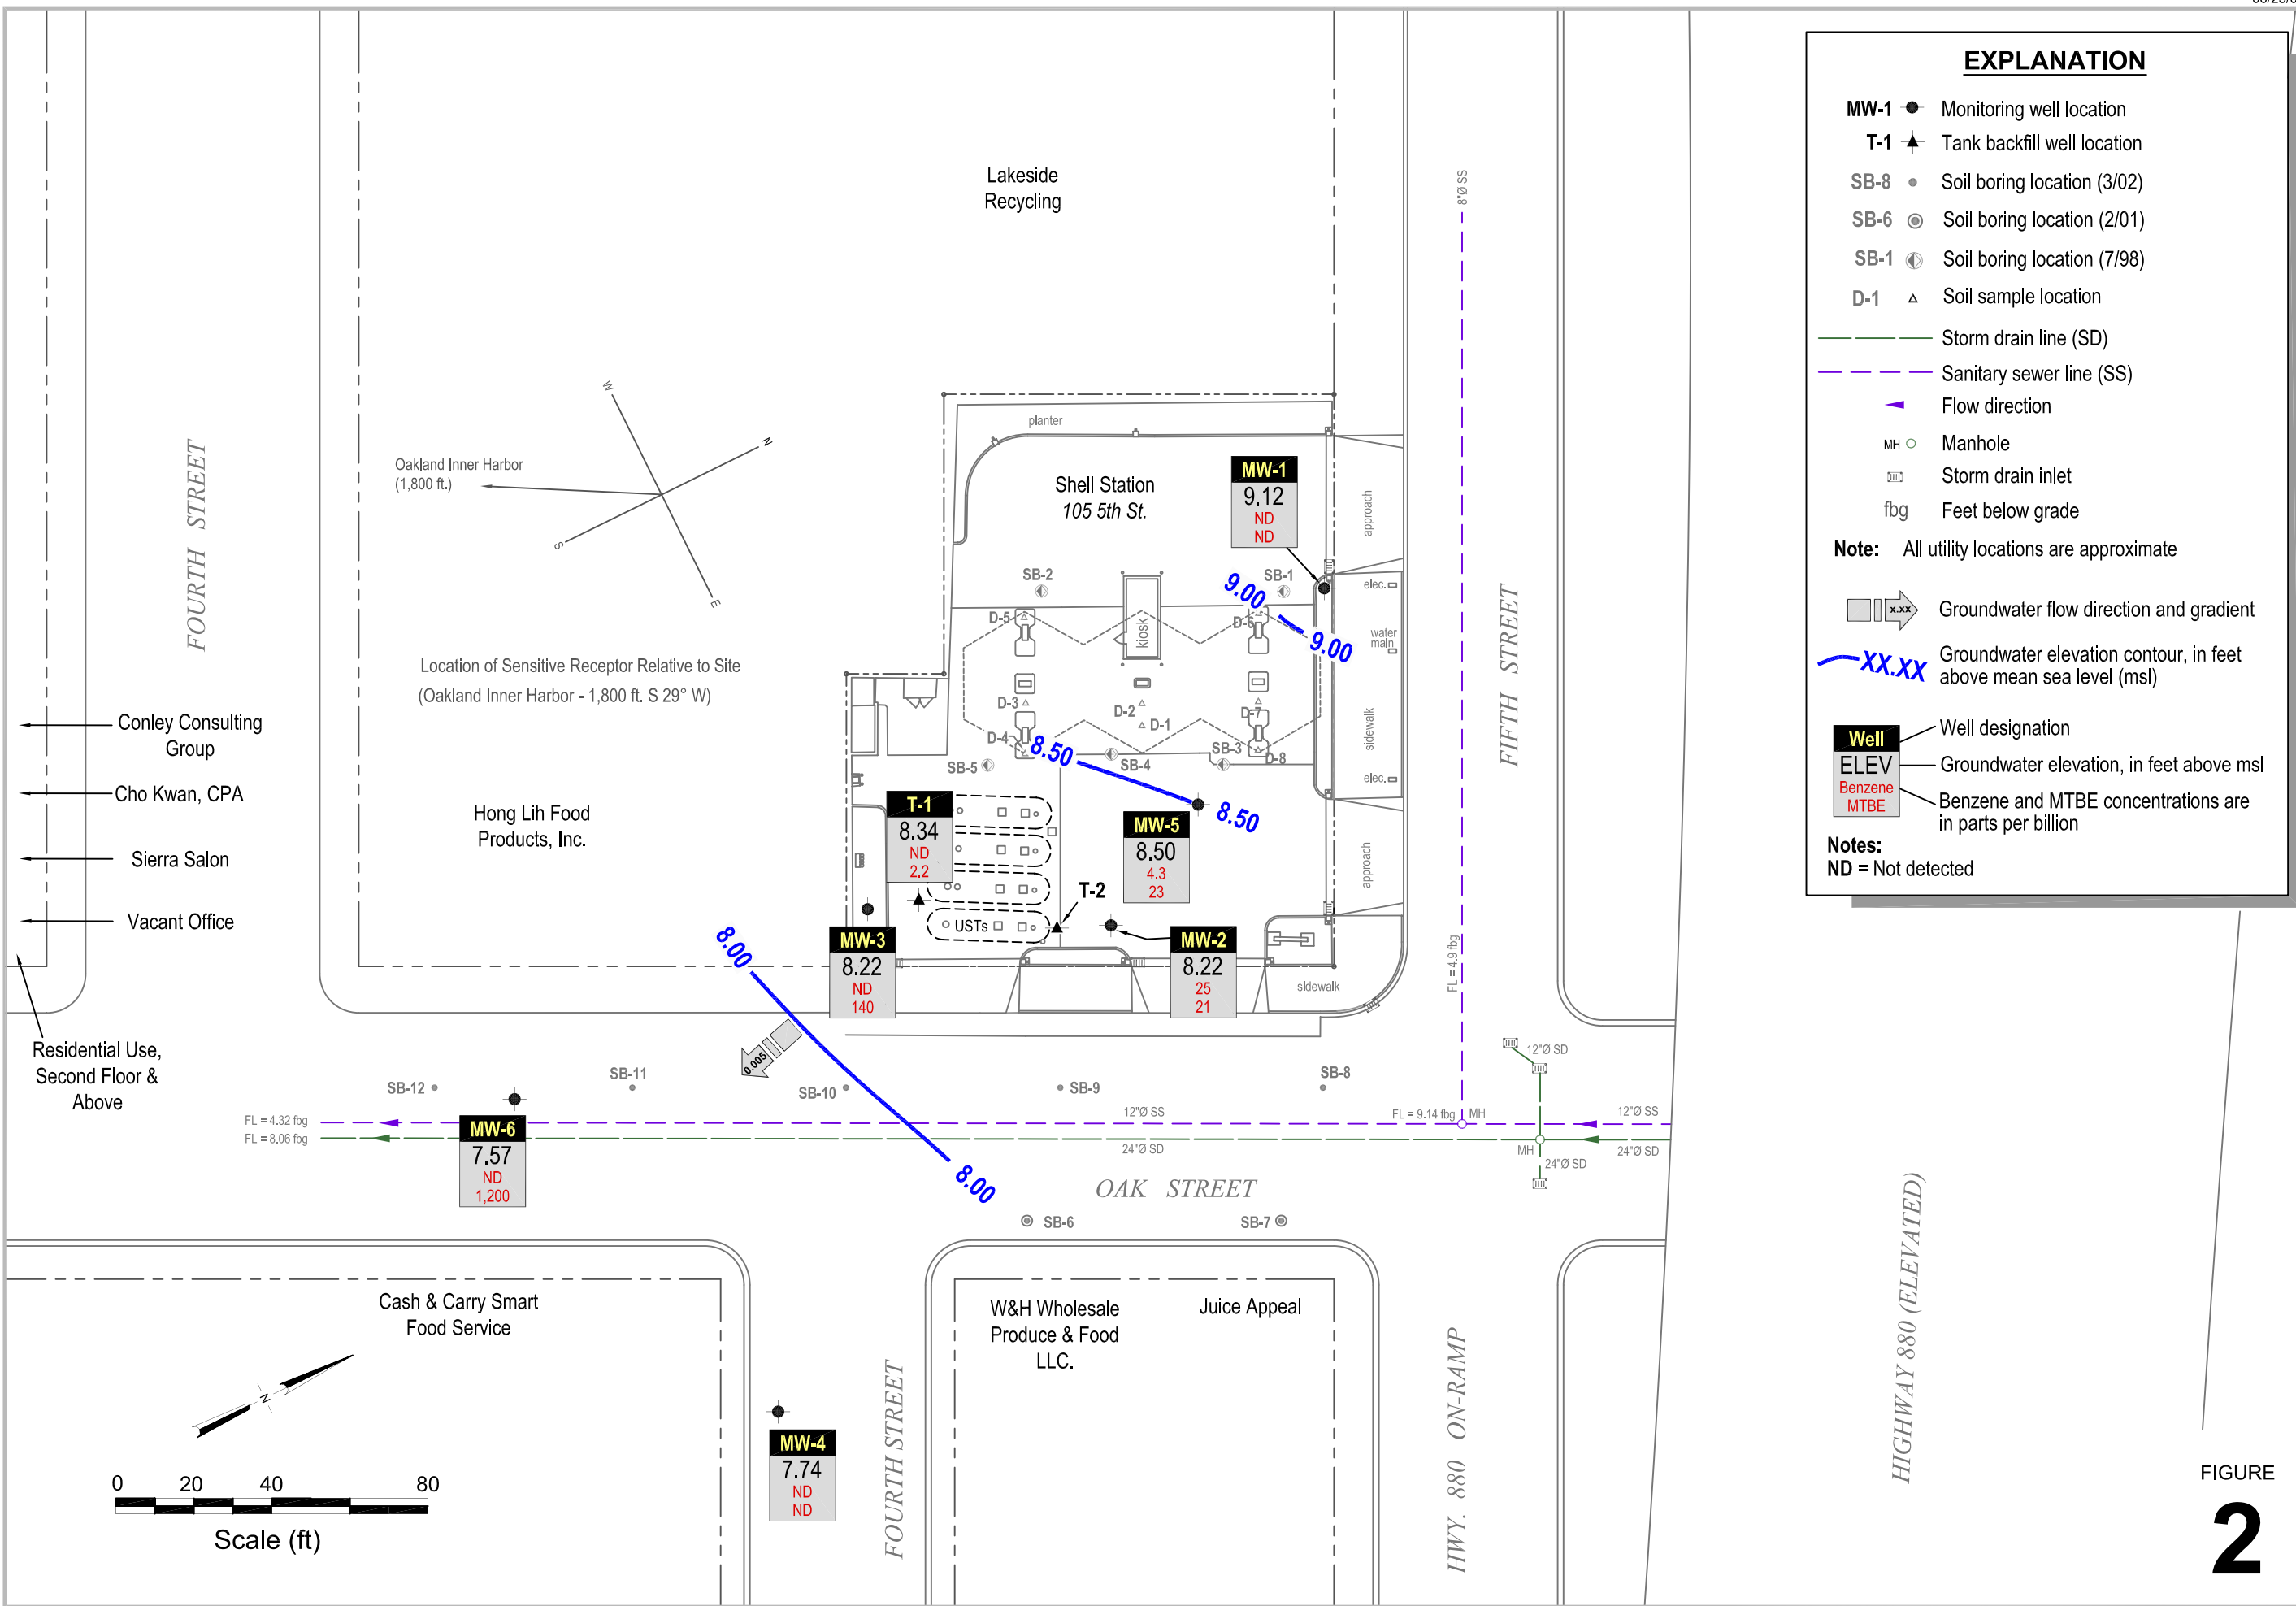 EXPLANATION
MW-1 Monitoring well location
T-1 Tank backfill well location
SB-8 Soil boring location (3/02)
SB-6 Soil boring location (2/01)
SB-1 Soil boring location (7/98)
D-1 Soil sample location
Storm drain line (SD)
Sanitary sewer line (SS)
Flow direction
MH Manhole
Storm drain inlet
fbg Feet below grade
Note: All utility locations are approximate
x.xx Groundwater flow direction and gradient
XX.XX Groundwater elevation contour, in feet
above mean sea level (msl)
Well
ELEV
Benzene
MTBE
Well designation
Groundwater elevation, in feet above msl
Benzene and MTBE concentrations are
in parts per billion
Notes:
ND = Not detected
Lakeside
Recycling
8"Ø SS
FOURTH STREET
Oakland Inner Harbor
(1,800 ft.)
W
N
S
E
Location of Sensitive Receptor Relative to Site
(Oakland Inner Harbor - 1,800 ft. S 29° W)
planter
Shell Station
105 5th St.
MW-1
9.12
ND
ND
approach
elec.
water
main
sidewalk
elec.
approach
FIFTH STREET
SB-2
SB-1
9.00
9.00
D-5
D-6
kiosk
D-3
D-2
D-1
D-7
D-4
8.50
SB-5
SB-4
SB-3
D-8
8.50
Conley Consulting
Group
Cho Kwan, CPA
Sierra Salon
Vacant Office
Residential Use,
Second Floor &
Above
Hong Lih Food
Products, Inc.
T-1
8.34
ND
2.2
MW-5
8.50
4.3
23
T-2
USTs
MW-3
8.22
ND
140
MW-2
8.22
25
21
sidewalk
FL = 4.9 fbg
8.00
0.005
SB-12
SB-11
SB-10
SB-9
SB-8
12"Ø SD
FL = 4.32 fbg
FL = 8.06 fbg
12"Ø SS
FL = 9.14 fbg
MH
12"Ø SS
24"Ø SD
MH
24"Ø SD
24"Ø SD
MW-6
7.57
ND
1,200
8.00
OAK STREET
SB-6
SB-7
HIGHWAY 880 (ELEVATED)
Cash & Carry Smart
Food Service
W&H Wholesale
Produce & Food
LLC.
Juice Appeal
FOURTH STREET
HWY. 880 ON-RAMP
N
MW-4
7.74
ND
ND
0 20 40 80
Scale (ft)
FIGURE
2